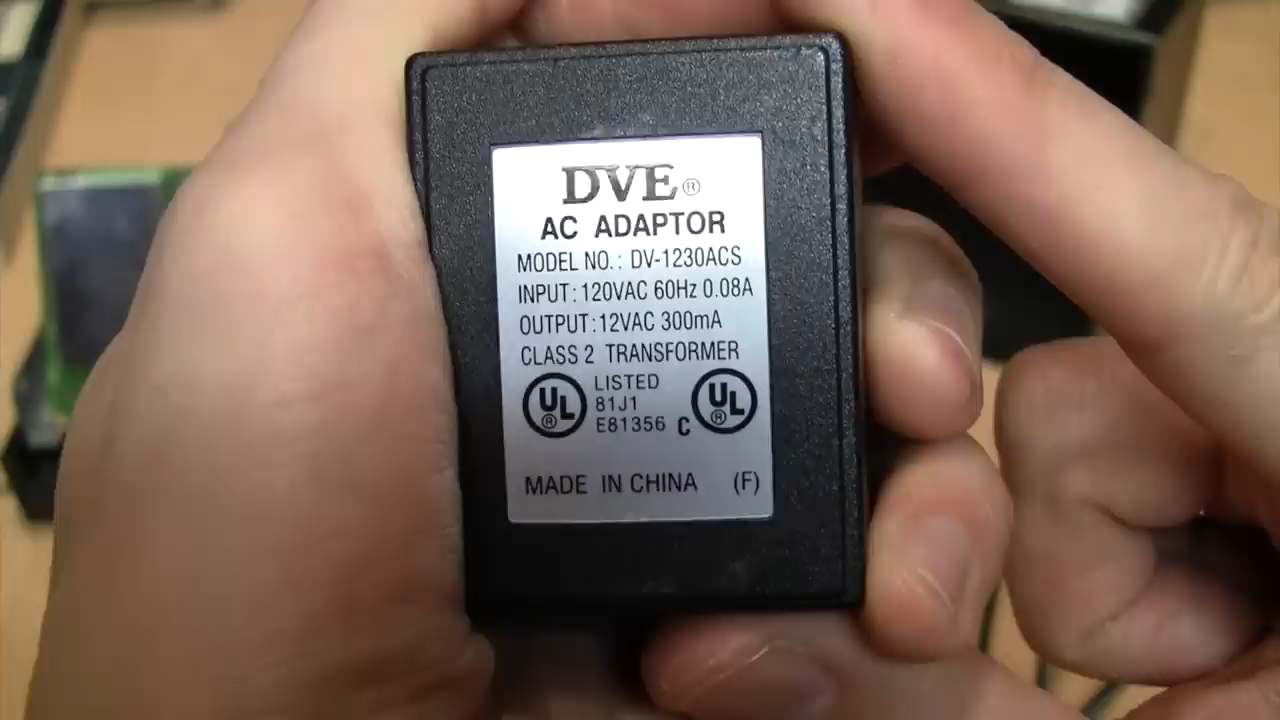 DVE®
AC ADAPTOR
MODEL NO.: DV-1230ACS
INPUT: 120VAC 60Hz 0.08A
OUTPUT: 12VAC 300mA
CLASS 2 TRANSFORMER
UL® LISTED
81J1
E81356 C UL®
MADE IN CHINA (F)